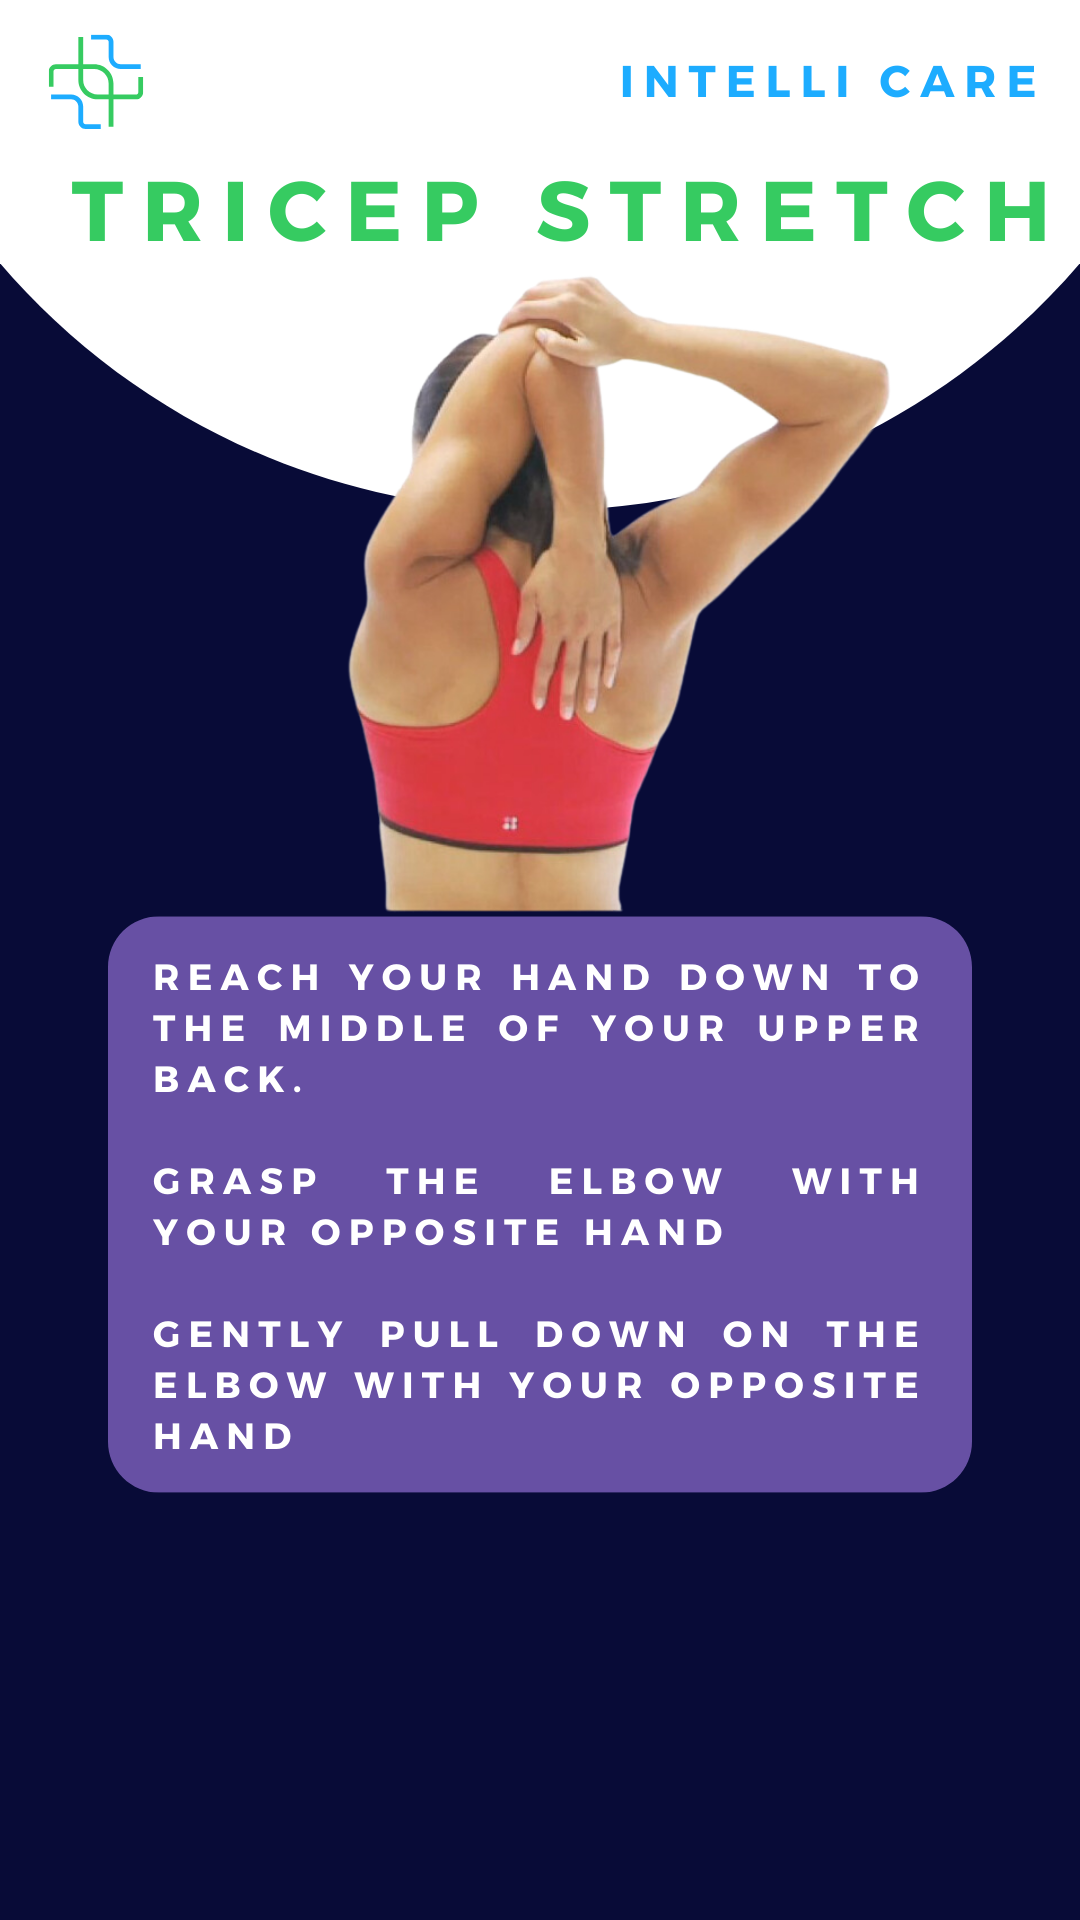 INTELLI CARE
TRICEP STRETCH
REACH YOUR HAND DOWN TO
THE MIDDLE OF YOUR UPPER
BACK.
GRASP THE ELBOW WITH
YOUR OPPOSITE HAND
GENTLY PULL DOWN ON THE
ELBOW WITH YOUR OPPOSITE
HAND